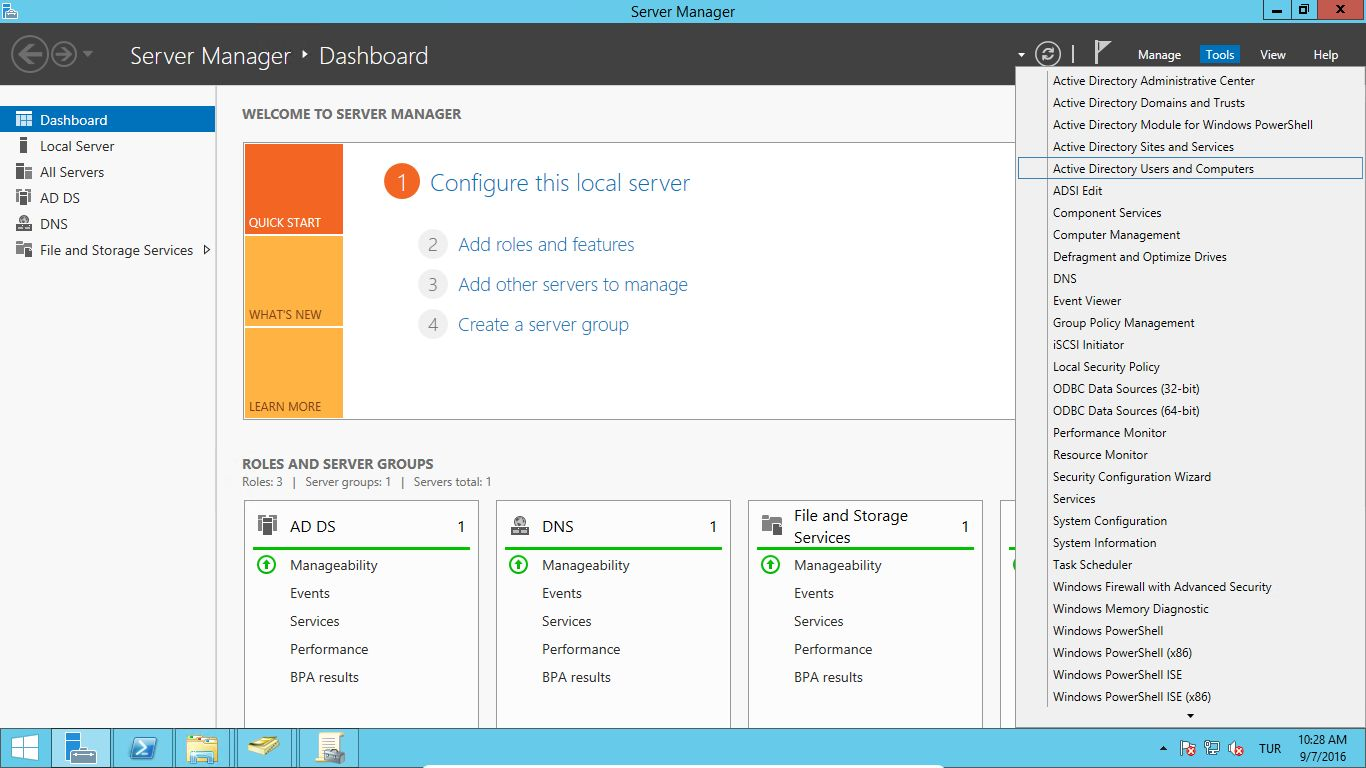 Server Manager
Server Manager ‣ Dashboard
Manage Tools View Help
Dashboard
Local Server
All Servers
AD DS
DNS
File and Storage Services
WELCOME TO SERVER MANAGER
QUICK START
WHAT'S NEW
LEARN MORE
1 Configure this local server
2 Add roles and features
3 Add other servers to manage
4 Create a server group
ROLES AND SERVER GROUPS
Roles: 3 | Server groups: 1 | Servers total: 1
AD DS 1
Manageability
Events
Services
Performance
BPA results
DNS 1
Manageability
Events
Services
Performance
BPA results
File and Storage
Services 1
Manageability
Events
Services
Performance
BPA results
Active Directory Administrative Center
Active Directory Domains and Trusts
Active Directory Module for Windows PowerShell
Active Directory Sites and Services
Active Directory Users and Computers
ADSI Edit
Component Services
Computer Management
Defragment and Optimize Drives
DNS
Event Viewer
Group Policy Management
iSCSI Initiator
Local Security Policy
ODBC Data Sources (32-bit)
ODBC Data Sources (64-bit)
Performance Monitor
Resource Monitor
Security Configuration Wizard
Services
System Configuration
System Information
Task Scheduler
Windows Firewall with Advanced Security
Windows Memory Diagnostic
Windows PowerShell
Windows PowerShell (x86)
Windows PowerShell ISE
Windows PowerShell ISE (x86)
TUR
10:28 AM
9/7/2016